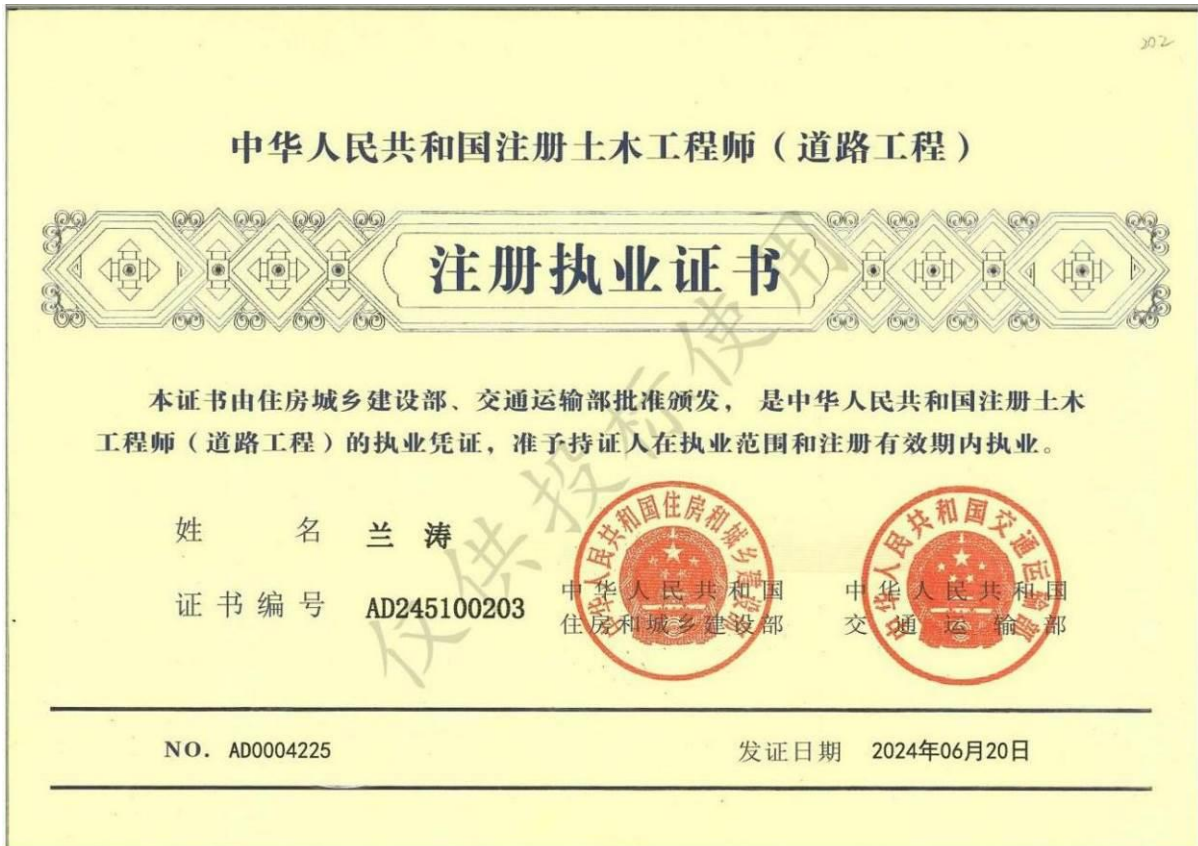 202
中华人民共和国注册土木工程师（道路工程）
注册执业证书
本证书由住房城乡建设部、交通运输部批准颁发， 是中华人民共和国注册土木
工程师（道路工程）的执业凭证，准予持证人在执业范围和注册有效期内执业。
姓 名 兰 涛
证 书 编 号 AD245100203
中华人民共和国住房和城乡建设部
中 华 人 民 共 和 国
住房和城乡建设部
中华人民共和国交通运输部
中 华 人 民 共 和 国
交 通 运 输 部
仅供投标使用
NO. AD0004225
发证日期 2024年06月20日